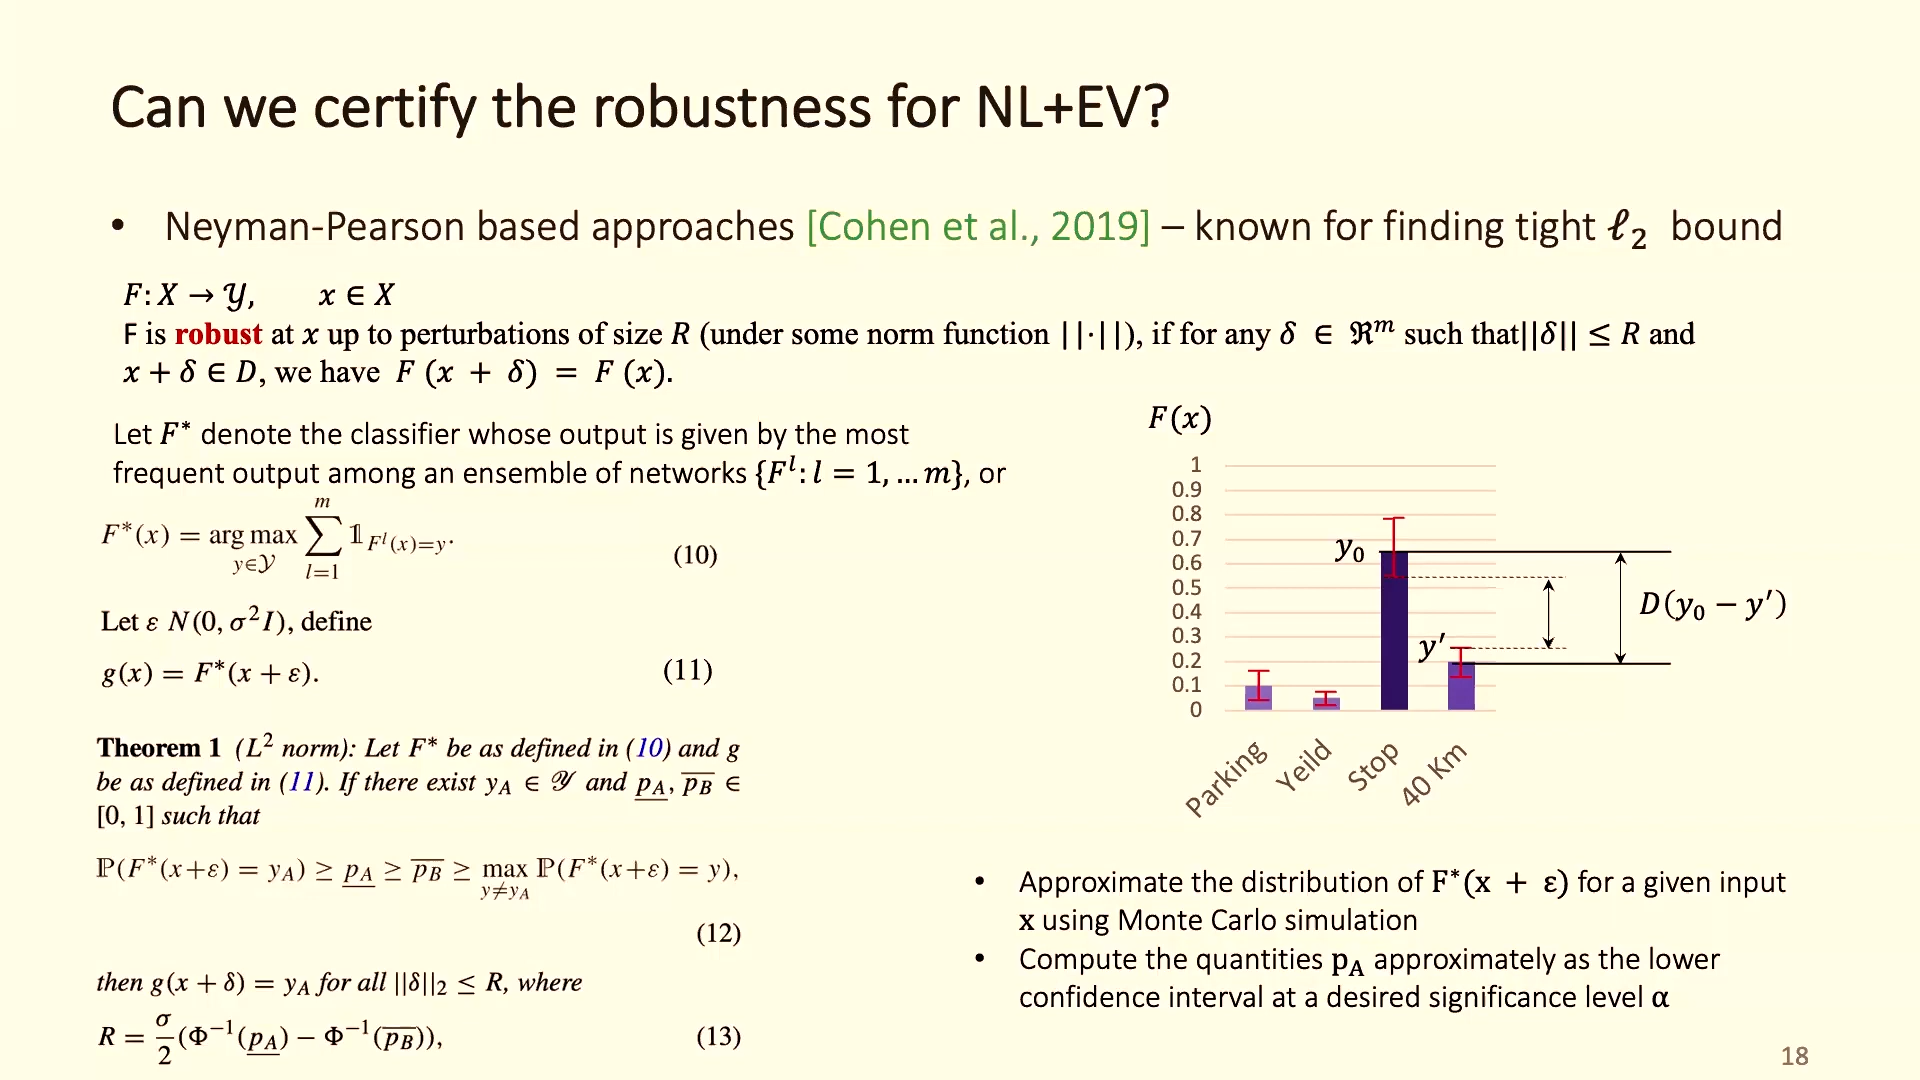 Can we certify the robustness for NL+EV?
• Neyman-Pearson based approaches [Cohen et al., 2019] – known for finding tight ℓ₂ bound
F: X → 𝒴, x ∈ X
F is robust at x up to perturbations of size R (under some norm function ||·||), if for any δ ∈ ℜᵐ such that||δ|| ≤ R and
x + δ ∈ D, we have F (x + δ) = F (x).
Let F* denote the classifier whose output is given by the most
frequent output among an ensemble of networks {Fˡ: l = 1, … m}, or
F*(x) = arg max_{y∈𝒴} ∑_{l=1}^{m} 𝟙_{Fˡ(x)=y}. (10)
Let ε N(0, σ²I), define
g(x) = F*(x + ε). (11)
Theorem 1 (L² norm): Let F* be as defined in (10) and g
be as defined in (11). If there exist y_A ∈ 𝒴 and p_A, p_B ∈
[0, 1] such that
ℙ(F*(x+ε) = y_A) ≥ p_A ≥ p_B ≥ max_{y≠y_A} ℙ(F*(x+ε) = y),
(12)
then g(x + δ) = y_A for all ||δ||₂ ≤ R, where
R = σ/2 (Φ⁻¹(p_A) − Φ⁻¹(p_B)), (13)
F(x)
1
0.9
0.8
0.7
0.6
0.5
0.4
0.3
0.2
0.1
0
y₀
y′
D(y₀ − y′)
Parking
Yeild
Stop
40 Km
• Approximate the distribution of F*(x + ε) for a given input
x using Monte Carlo simulation
• Compute the quantities p_A approximately as the lower
confidence interval at a desired significance level α
18